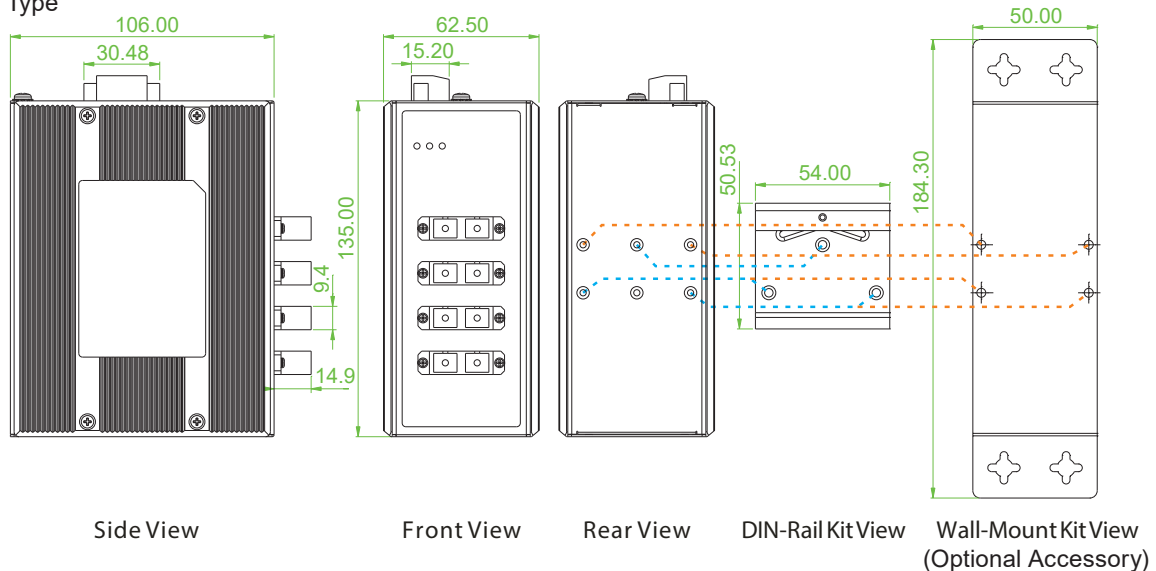 Type
106.00
62.50
50.00
30.48
15.20
54.00
50.53
184.30
135.00
9.4
14.9
Side View
Front View
Rear View
DIN-Rail Kit View
Wall-Mount Kit View
(Optional Accessory)